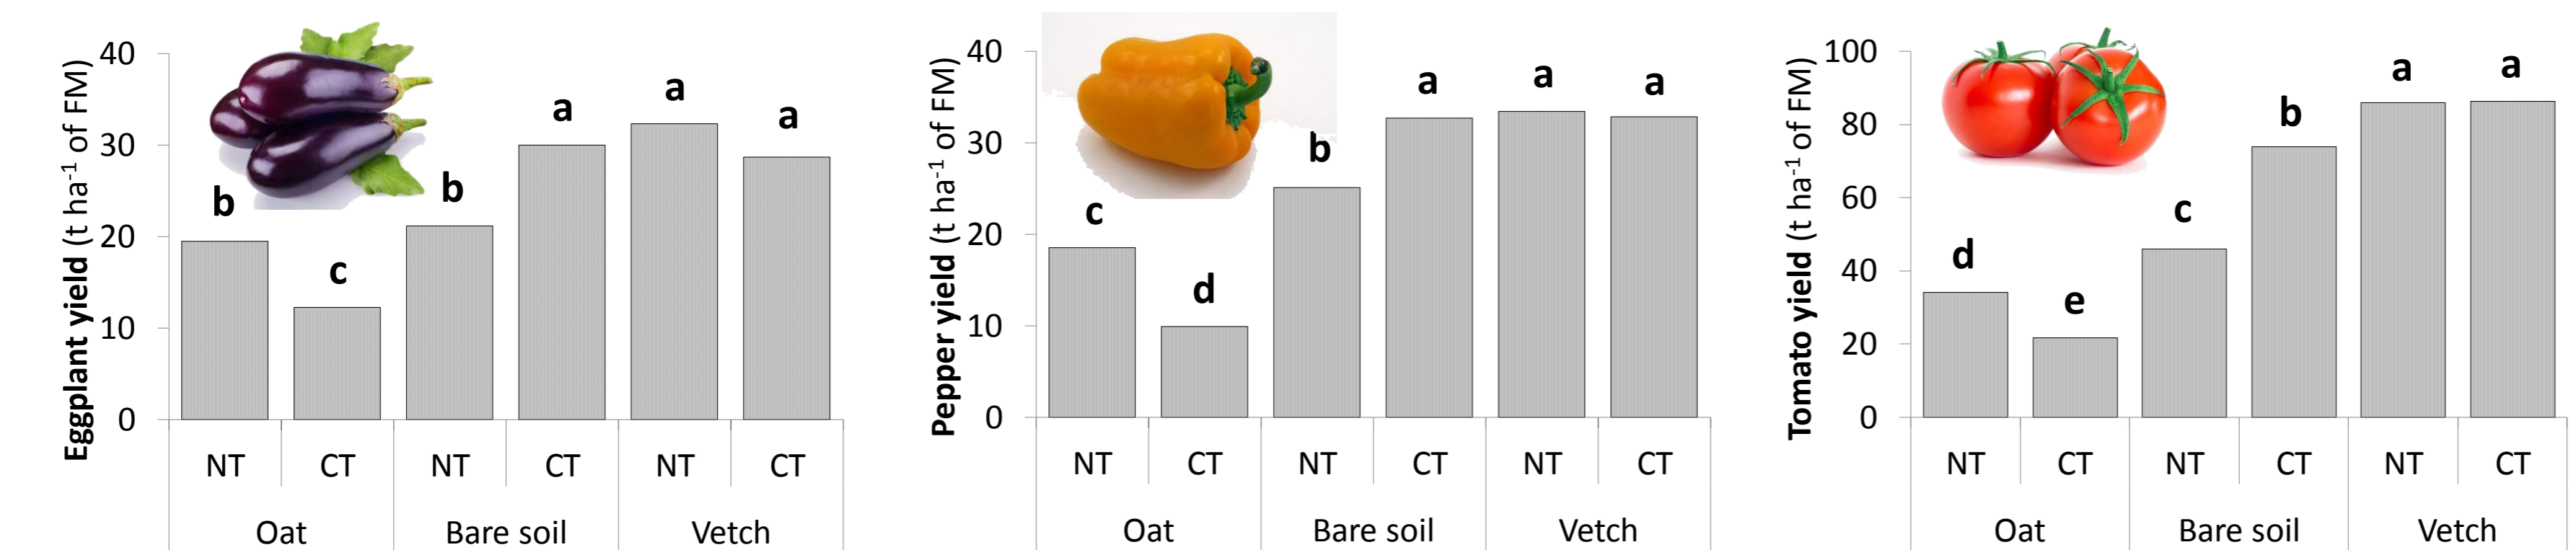 Eggplant yield (t ha⁻¹ of FM)
40
30
20
10
0
b
c
b
a
a
a
NT CT NT CT NT CT
Oat Bare soil Vetch
Pepper yield (t ha⁻¹ of FM)
40
30
20
10
0
c
d
b
a
a
a
NT CT NT CT NT CT
Oat Bare soil Vetch
Tomato yield (t ha⁻¹ of FM)
100
80
60
40
20
0
d
e
c
b
a
a
NT CT NT CT NT CT
Oat Bare soil Vetch